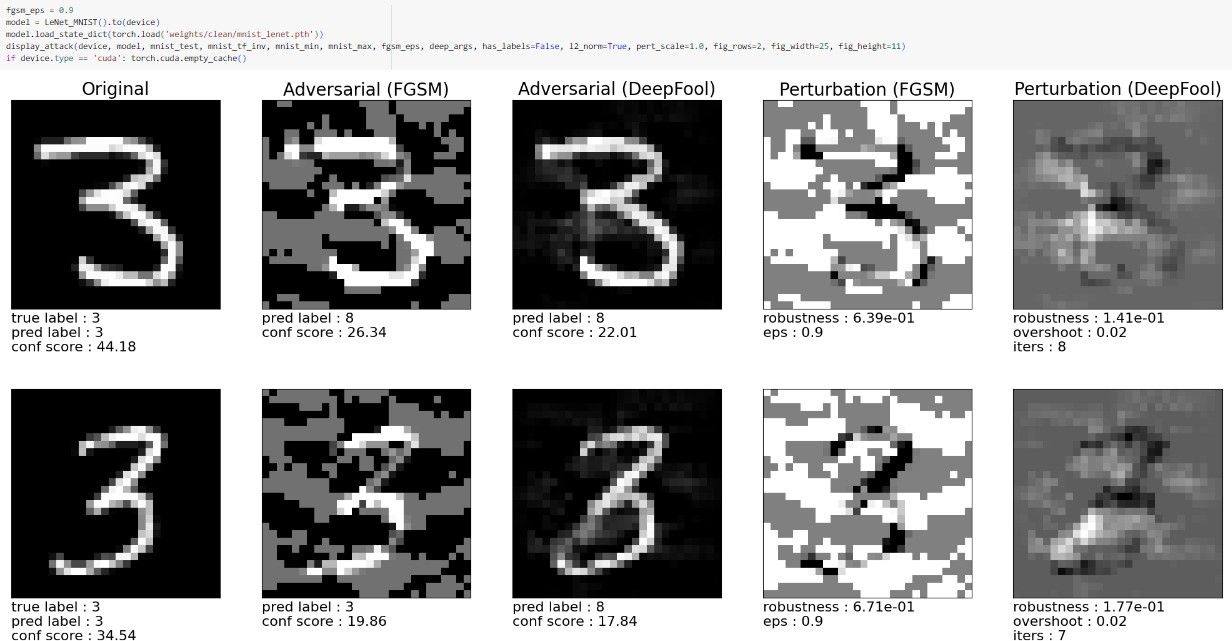 fgsm_eps = 0.9
model = LeNet_MNIST().to(device)
model.load_state_dict(torch.load('weights/clean/mnist_lenet.pth'))
display_attack(device, model, mnist_test, mnist_tf_inv, mnist_min, mnist_max, fgsm_eps, deep_args, has_labels=False, l2_norm=True, pert_scale=1.0, fig_rows=2, fig_width=25, fig_height=11)
if device.type == 'cuda': torch.cuda.empty_cache()
Original
Adversarial (FGSM)
Adversarial (DeepFool)
Perturbation (FGSM)
Perturbation (DeepFool)
3
3
3
true label : 3
pred label : 3
conf score : 44.18
pred label : 8
conf score : 26.34
pred label : 8
conf score : 22.01
robustness : 6.39e-01
eps : 0.9
robustness : 1.41e-01
overshoot : 0.02
iters : 8
3
3
3
true label : 3
pred label : 3
conf score : 34.54
pred label : 3
conf score : 19.86
pred label : 8
conf score : 17.84
robustness : 6.71e-01
eps : 0.9
robustness : 1.77e-01
overshoot : 0.02
iters : 7